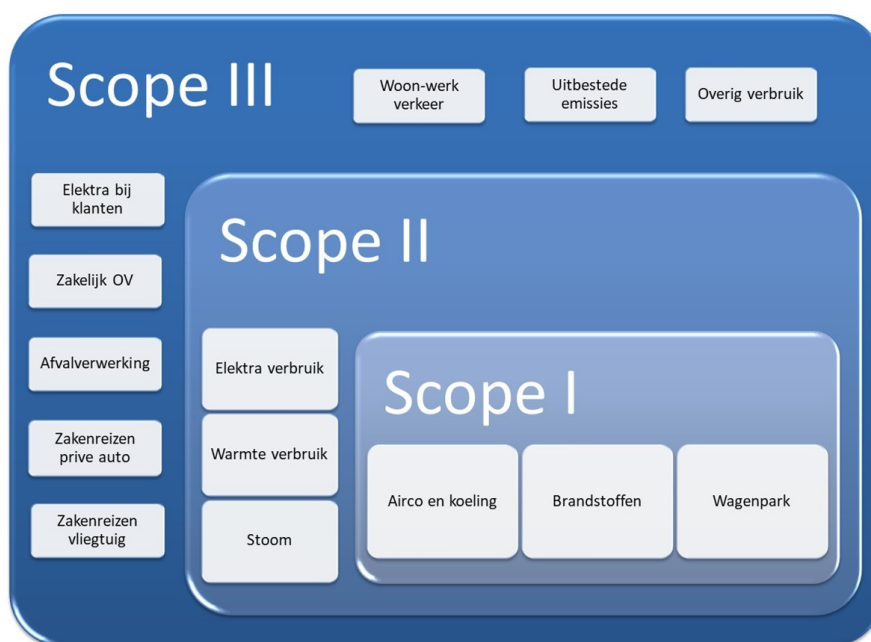 Scope III
Woon-werk
verkeer
Uitbestede
emissies
Overig verbruik
Elektra bij
klanten
Zakelijk OV
Afvalverwerking
Zakenreizen
prive auto
Zakenreizen
vliegtuig
Scope II
Elektra verbruik
Warmte verbruik
Stoom
Scope I
Airco en koeling
Brandstoffen
Wagenpark